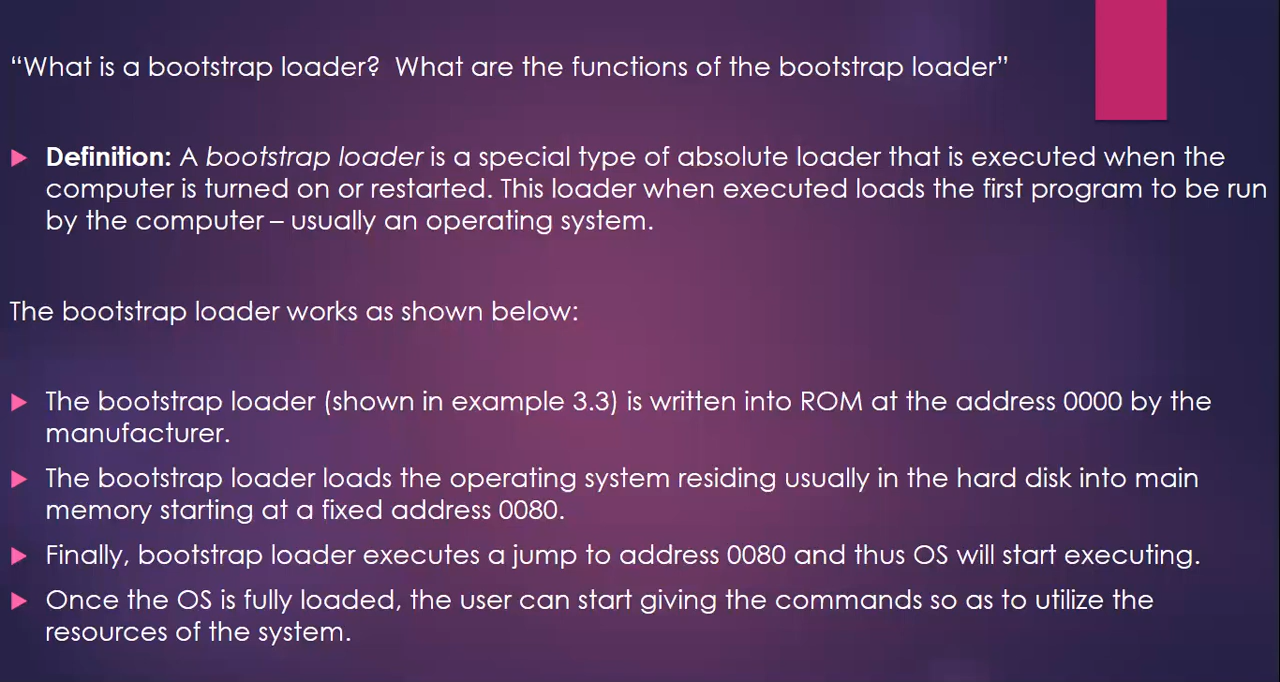 “What is a bootstrap loader?  What are the functions of the bootstrap loader”
Definition: A bootstrap loader is a special type of absolute loader that is executed when the
computer is turned on or restarted. This loader when executed loads the first program to be run
by the computer – usually an operating system.
The bootstrap loader works as shown below:
The bootstrap loader (shown in example 3.3) is written into ROM at the address 0000 by the
manufacturer.
The bootstrap loader loads the operating system residing usually in the hard disk into main
memory starting at a fixed address 0080.
Finally, bootstrap loader executes a jump to address 0080 and thus OS will start executing.
Once the OS is fully loaded, the user can start giving the commands so as to utilize the
resources of the system.